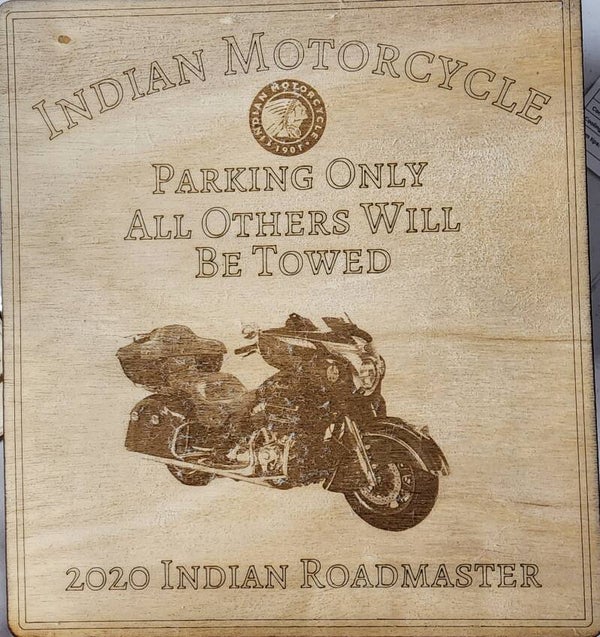 INDIAN MOTORCYCLE
INDIAN MOTORCYCLE
1901
PARKING ONLY
ALL OTHERS WILL
BE TOWED
2020 INDIAN ROADMASTER